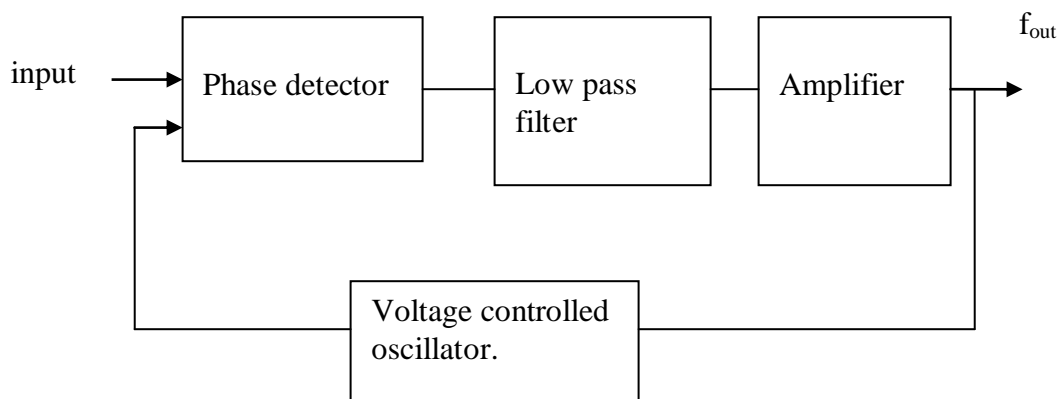 f_out
input
Phase detector
Low pass
filter
Amplifier
Voltage controlled
oscillator.